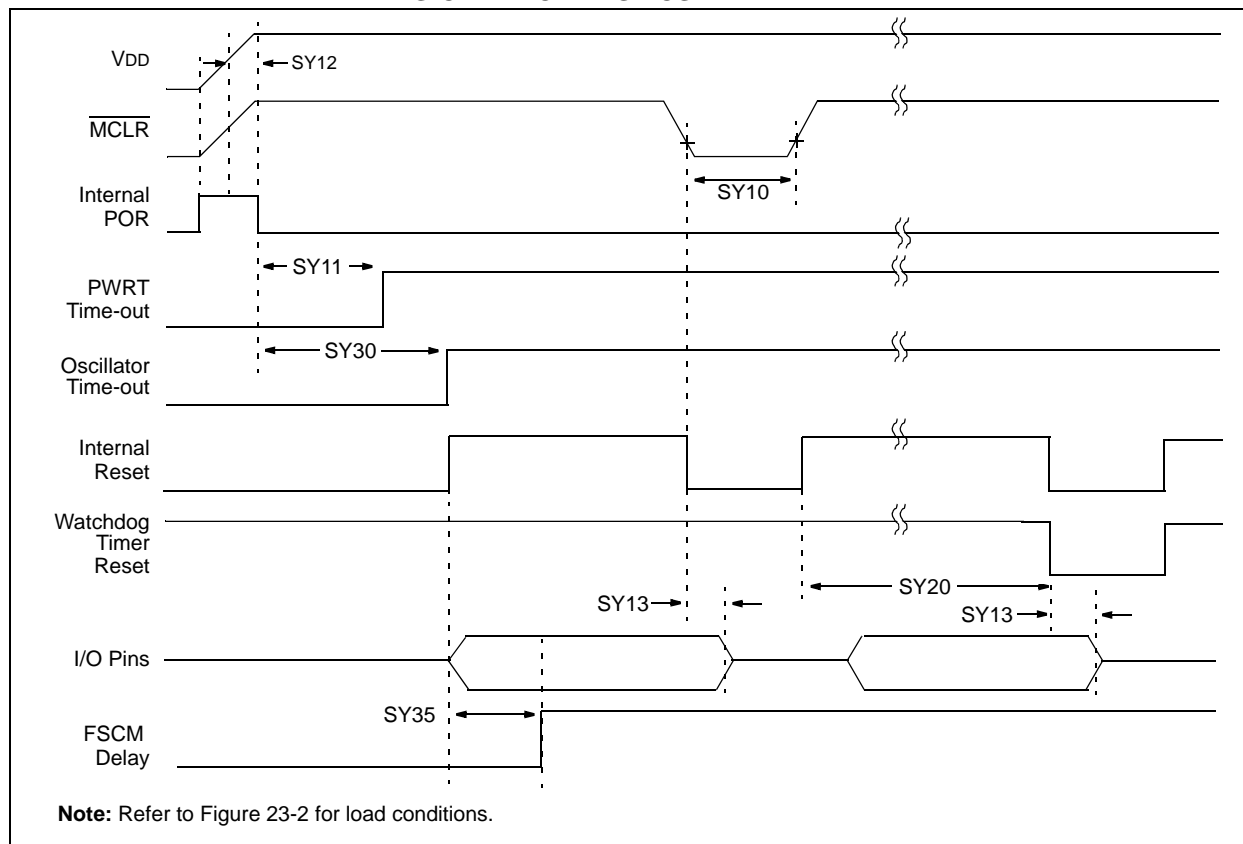 VDD
SY12
MCLR
SY10
Internal
POR
SY11
PWRT
Time-out
SY30
Oscillator
Time-out
Internal
Reset
Watchdog
Timer
Reset
SY20
SY13
SY13
I/O Pins
SY35
FSCM
Delay
Note: Refer to Figure 23-2 for load conditions.